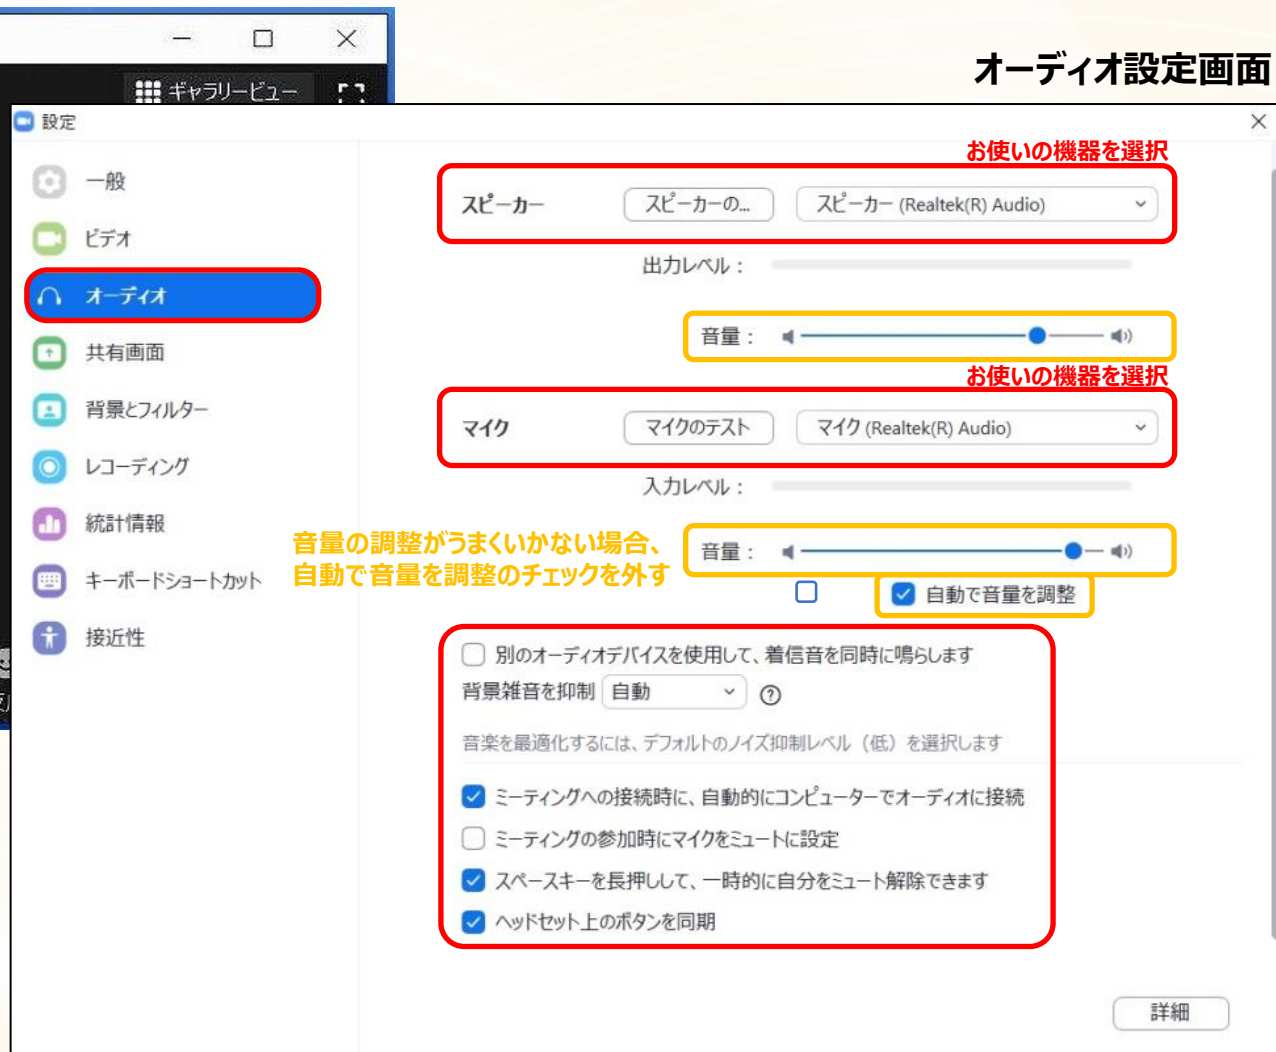 オーディオ設定画面
ギャラリービュー
設定
お使いの機器を選択
一般
スピーカー スピーカーの... スピーカー (Realtek(R) Audio)
ビデオ
出力レベル：
オーディオ
音量：
共有画面
お使いの機器を選択
背景とフィルター
マイク マイクのテスト マイク (Realtek(R) Audio)
レコーディング
入力レベル：
統計情報
音量の調整がうまくいかない場合、
自動で音量を調整のチェックを外す
音量：
キーボードショートカット
自動で音量を調整
接近性
別のオーディオデバイスを使用して、着信音を同時に鳴らします
背景雑音を抑制 自動
音楽を最適化するには、デフォルトのノイズ抑制レベル（低）を選択します
ミーティングへの接続時に、自動的にコンピューターでオーディオに接続
ミーティングの参加時にマイクをミュートに設定
スペースキーを長押しして、一時的に自分をミュート解除できます
ヘッドセット上のボタンを同期
詳細